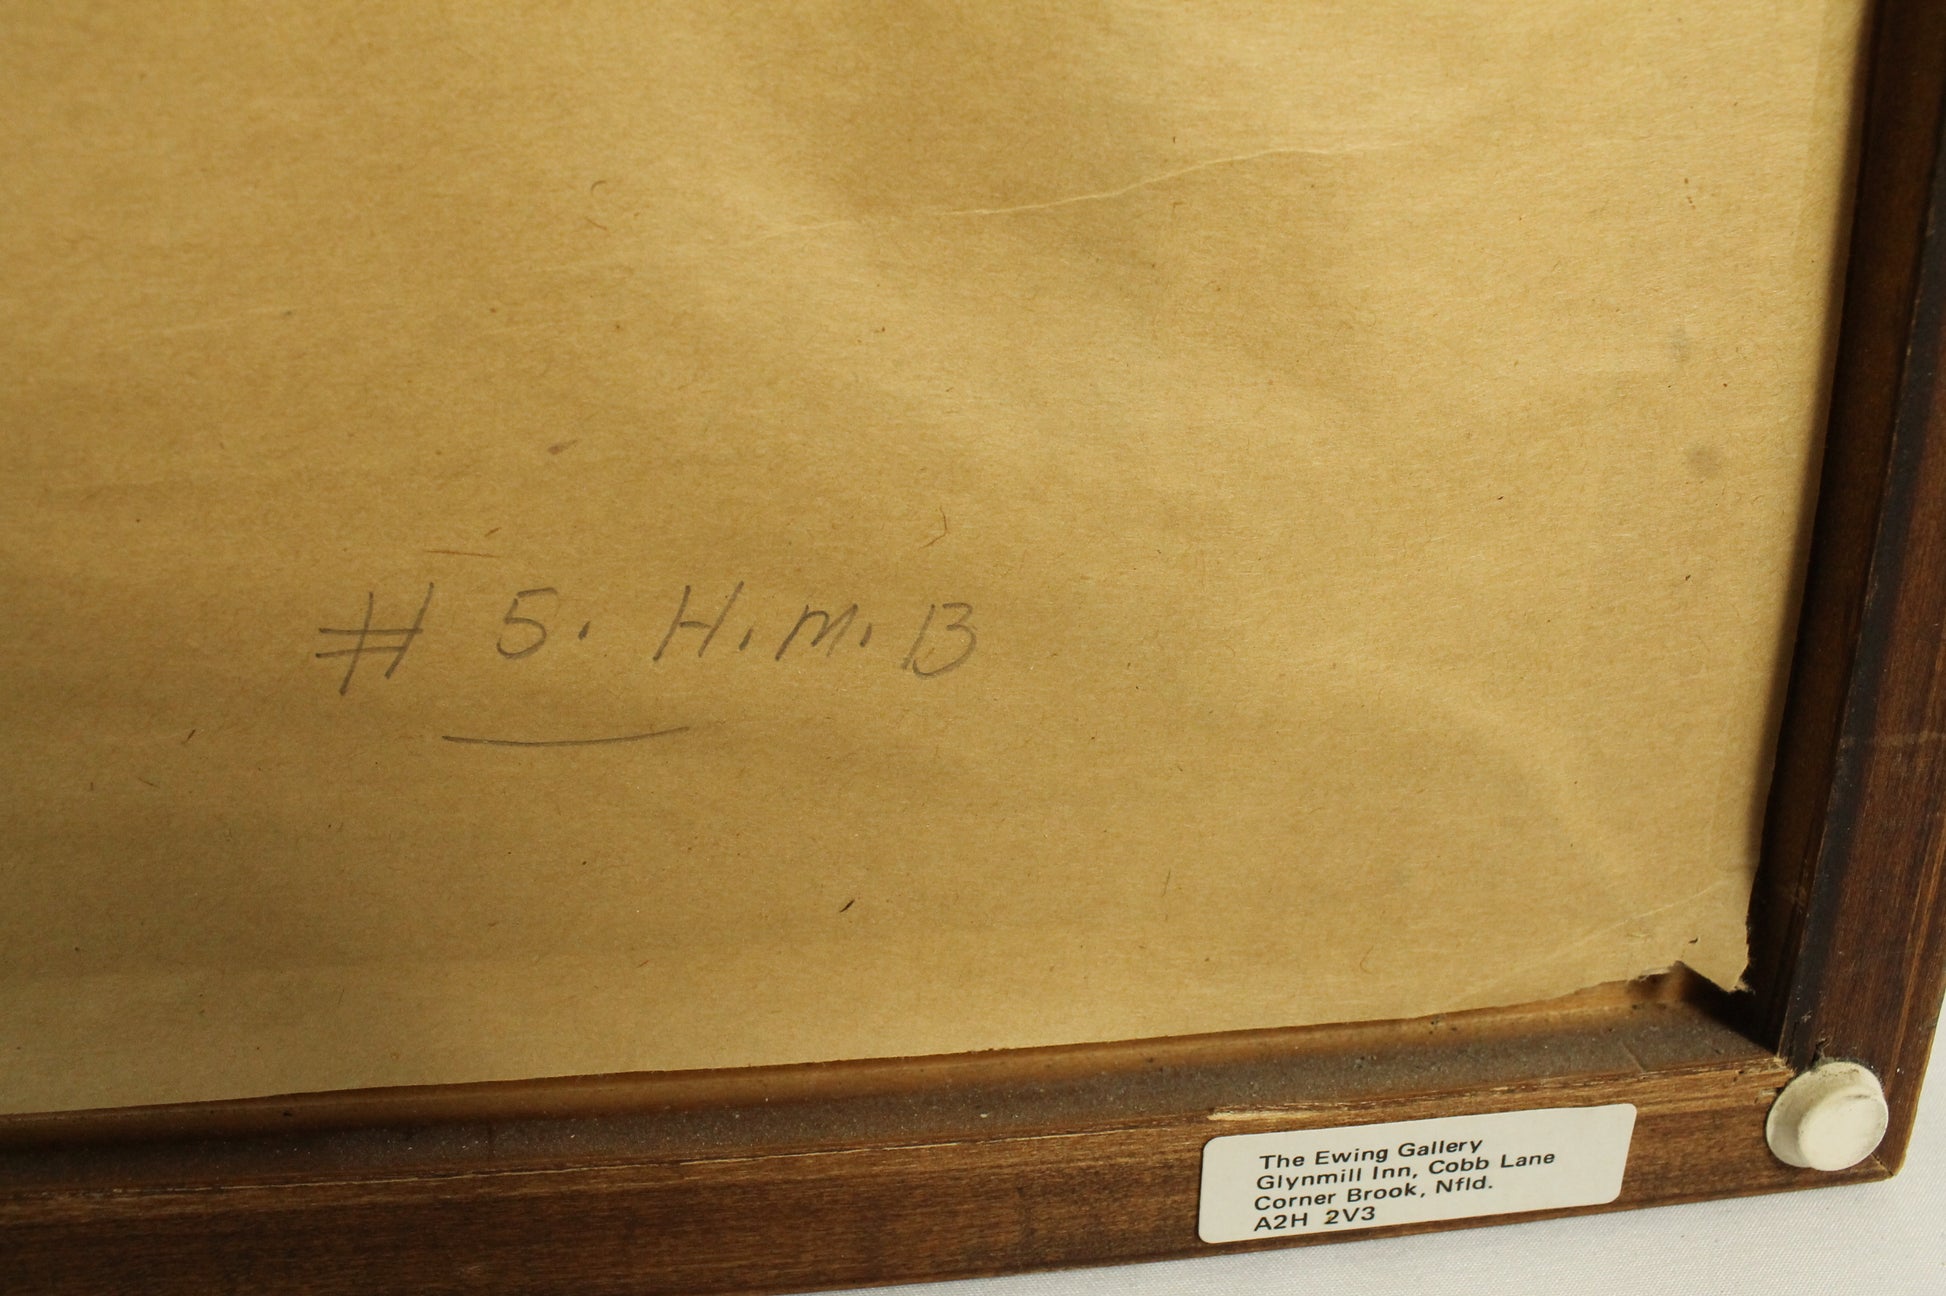 # 5. H.M.B
The Ewing Gallery
Glynmill Inn, Cobb Lane
Corner Brook, Nfld.
A2H 2V3